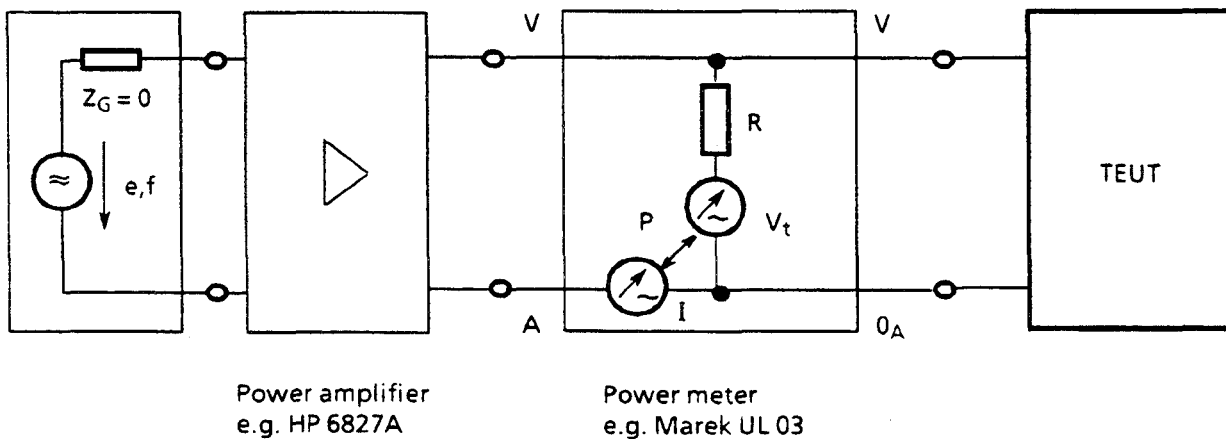 V
V
Z_G = 0
R
e,f
TEUT
P
V_t
I
A
0_A
Power amplifier
e.g. HP 6827A
Power meter
e.g. Marek UL 03